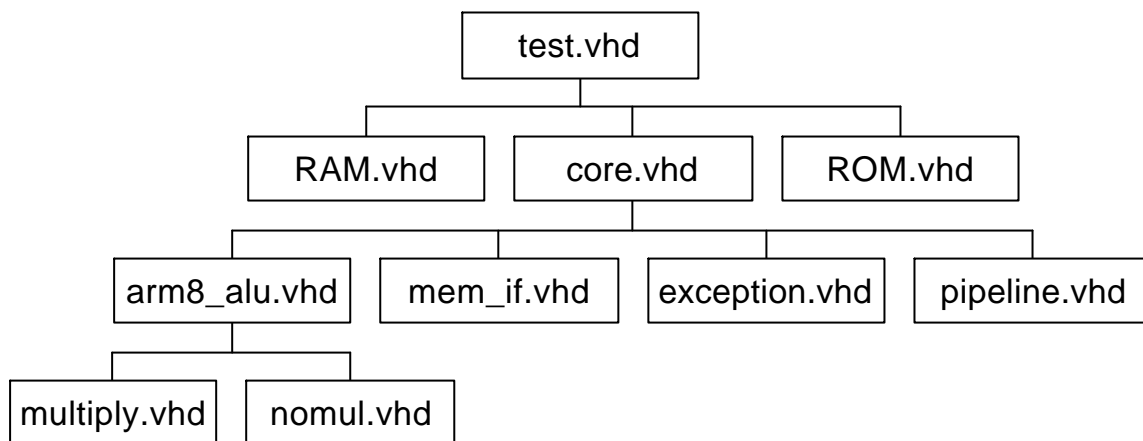 test.vhd
RAM.vhd
core.vhd
ROM.vhd
arm8_alu.vhd
mem_if.vhd
exception.vhd
pipeline.vhd
multiply.vhd
nomul.vhd